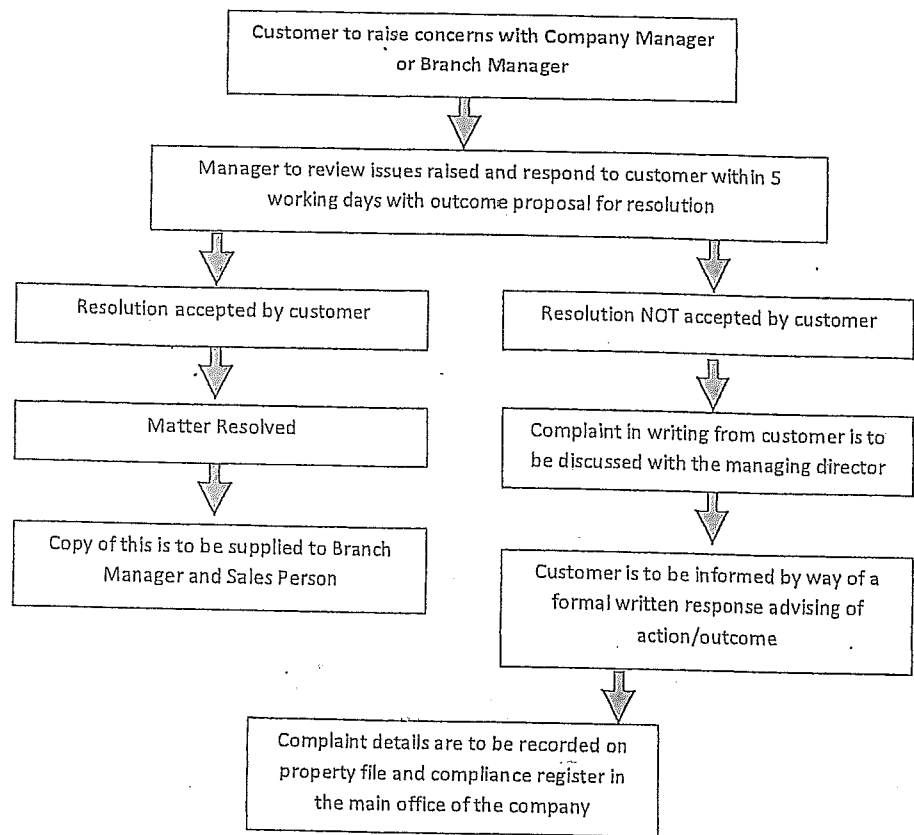 Customer to raise concerns with Company Manager
or Branch Manager
Manager to review issues raised and respond to customer within 5
working days with outcome proposal for resolution
Resolution accepted by customer
Resolution NOT accepted by customer
Matter Resolved
Complaint in writing from customer is to
be discussed with the managing director
Copy of this is to be supplied to Branch
Manager and Sales Person
Customer is to be informed by way of a
formal written response advising of
action/outcome
Complaint details are to be recorded on
property file and compliance register in
the main office of the company